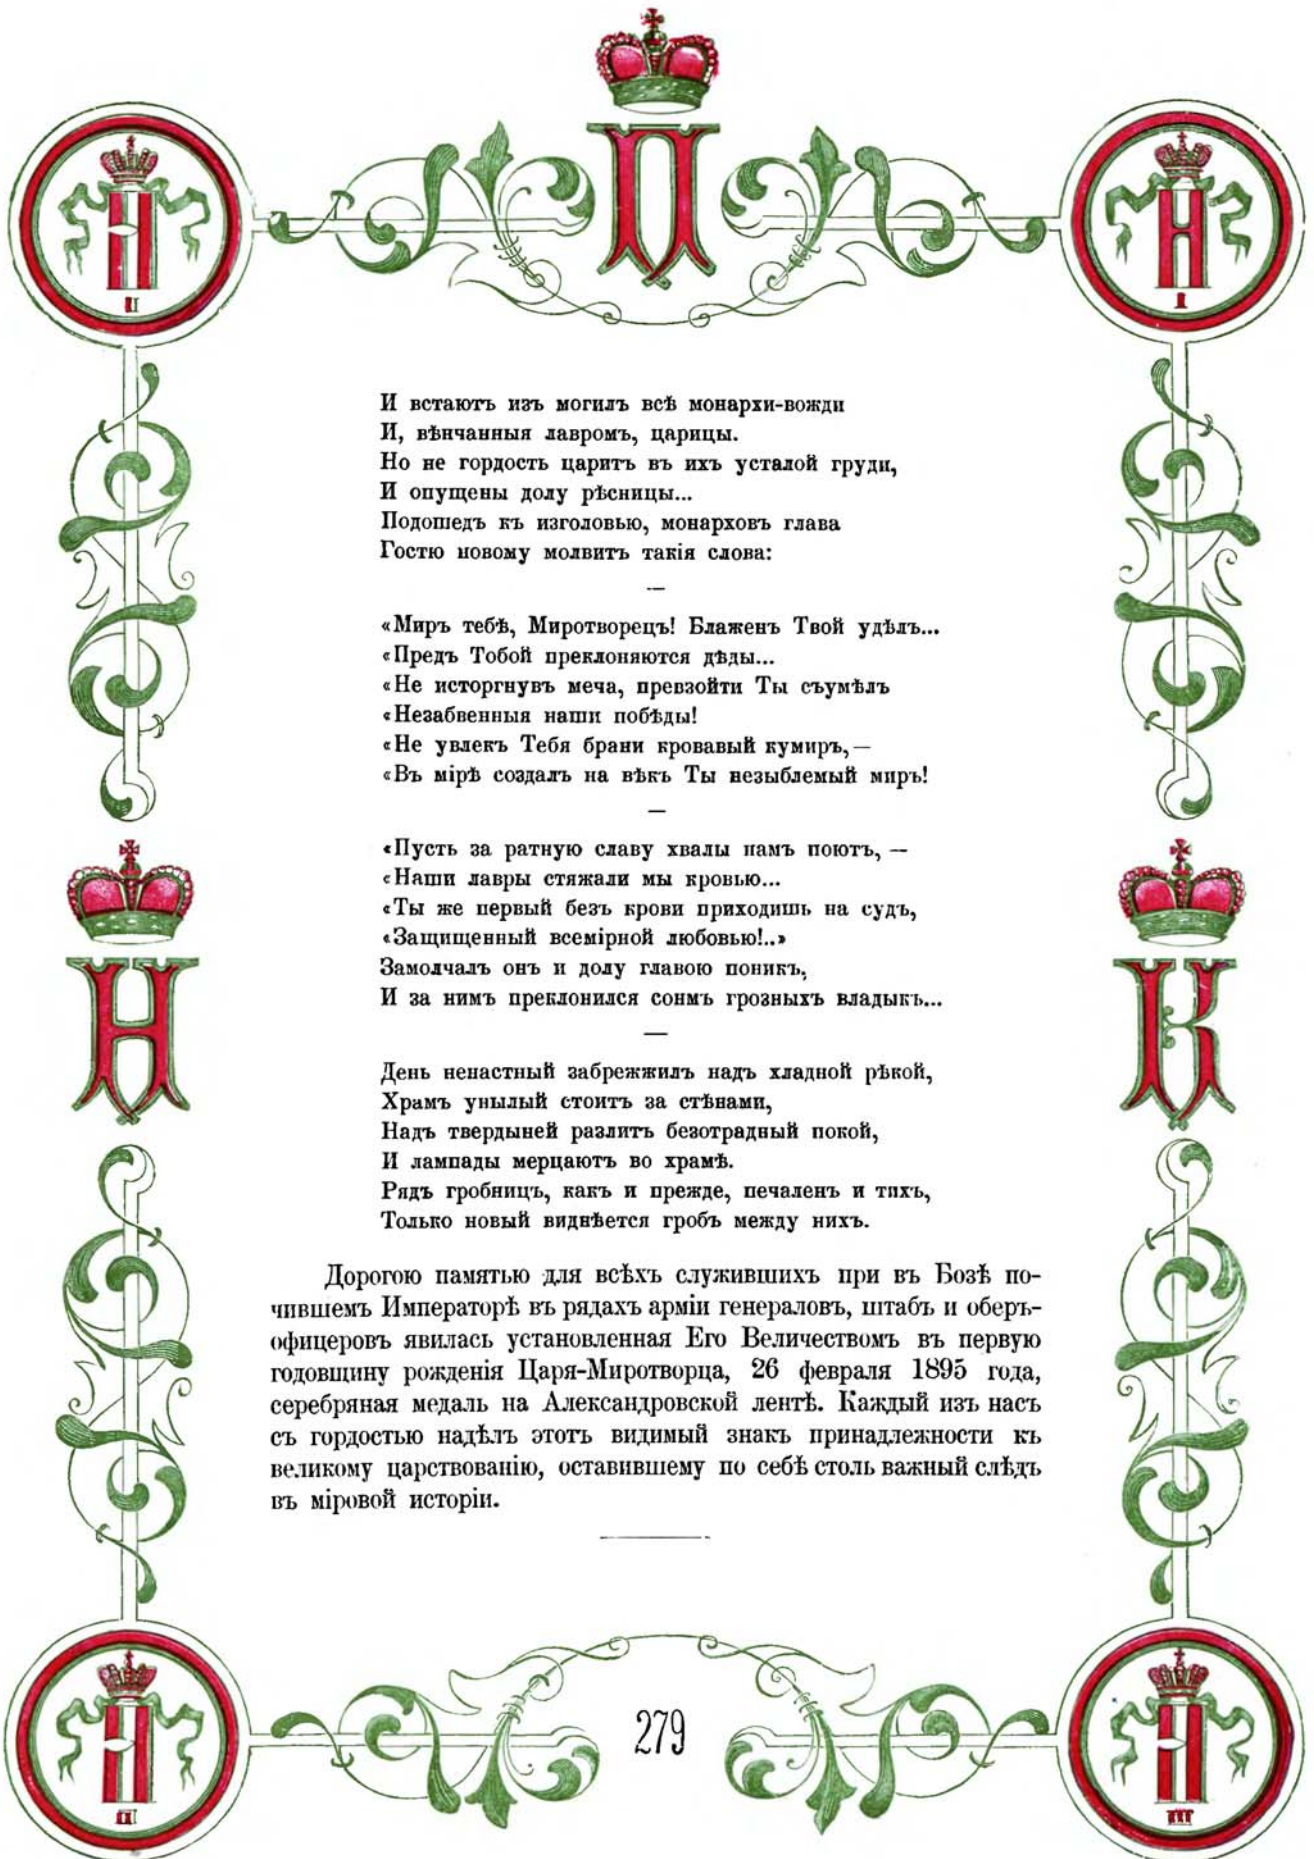 П
II
Н
I
И встаютъ изъ могилъ всѣ монархи-вожди
И, вѣнчанныя лавромъ, царицы.
Но не гордость царитъ въ ихъ усталой груди,
И опущены долу рѣсницы...
Подошедъ къ изголовью, монарховъ глава
Гостю новому молвитъ такія слова:
—
«Миръ тебѣ, Миротворецъ! Блаженъ Твой удѣлъ...
«Предъ Тобой преклоняются дѣды...
«Не исторгнувъ меча, превзойти Ты съумѣлъ
«Незабвенныя наши побѣды!
«Не увлекъ Тебя брани кровавый кумиръ,—
«Въ мірѣ создалъ на вѣкъ Ты незыблемый миръ!
—
«Пусть за ратную славу хвалы намъ поютъ, —
«Наши лавры стяжали мы кровью...
«Ты же первый безъ крови приходишь на судъ,
«Защищенный всемірной любовью!..»
Замолчалъ онъ и долу главою поникъ,
И за нимъ преклонился сонмъ грозныхъ владыкъ...
—
День ненастный забрежжилъ надъ хладной рѣкой,
Храмъ унылый стоитъ за стѣнами,
Надъ твердыней разлитъ безотрадный покой,
И лампады мерцаютъ во храмѣ.
Рядъ гробницъ, какъ и прежде, печаленъ и тихъ,
Только новый виднѣется гробъ между нихъ.
Н
К
Дорогою памятью для всѣхъ служившихъ при въ Бозѣ по-
чившемъ Императорѣ въ рядахъ арміи генераловъ, штабъ и оберъ-
офицеровъ явилась установленная Его Величествомъ въ первую
годовщину рожденія Царя-Миротворца, 26 февраля 1895 года,
серебряная медаль на Александровской лентѣ. Каждый изъ насъ
съ гордостью надѣлъ этотъ видимый знакъ принадлежности къ
великому царствованію, оставившему по себѣ столь важный слѣдъ
въ міровой исторіи.
279
III